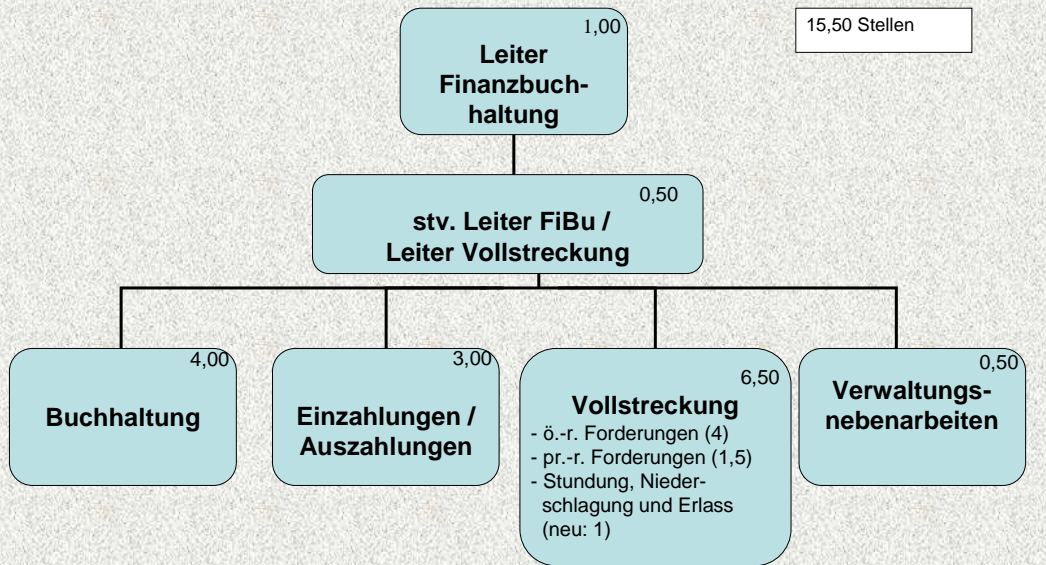 1,00
Leiter
Finanzbuch-
haltung
15,50 Stellen
0,50
stv. Leiter FiBu /
Leiter Vollstreckung
4,00
Buchhaltung
3,00
Einzahlungen /
Auszahlungen
6,50
Vollstreckung
- ö.-r. Forderungen (4)
- pr.-r. Forderungen (1,5)
- Stundung, Nieder-
schlagung und Erlass
(neu: 1)
0,50
Verwaltungs-
nebenarbeiten